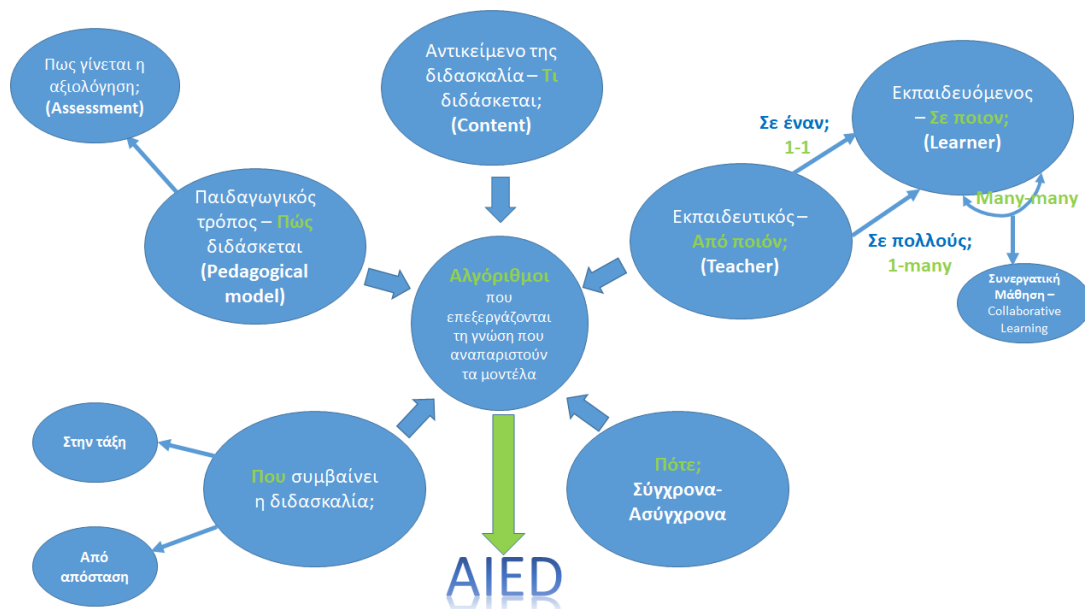 Πως γίνεται η
αξιολόγηση;
(Assessment)
Αντικείμενο της
διδασκαλία – Τι
διδάσκεται;
(Content)
Εκπαιδευόμενος
– Σε ποιον;
(Learner)
Σε έναν;
1-1
Παιδαγωγικός
τρόπος – Πώς
διδάσκεται
(Pedagogical
model)
Εκπαιδευτικός –
Από ποιόν;
(Teacher)
Many-many
Σε πολλούς;
1-many
Συνεργατική
Μάθηση –
Collaborative
Learning
Αλγόριθμοι
που
επεξεργάζονται
τη γνώση που
αναπαριστούν
τα μοντέλα
Στην τάξη
Που συμβαίνει
η διδασκαλία;
Από
απόσταση
Πότε;
Σύγχρονα-
Ασύγχρονα
AIED